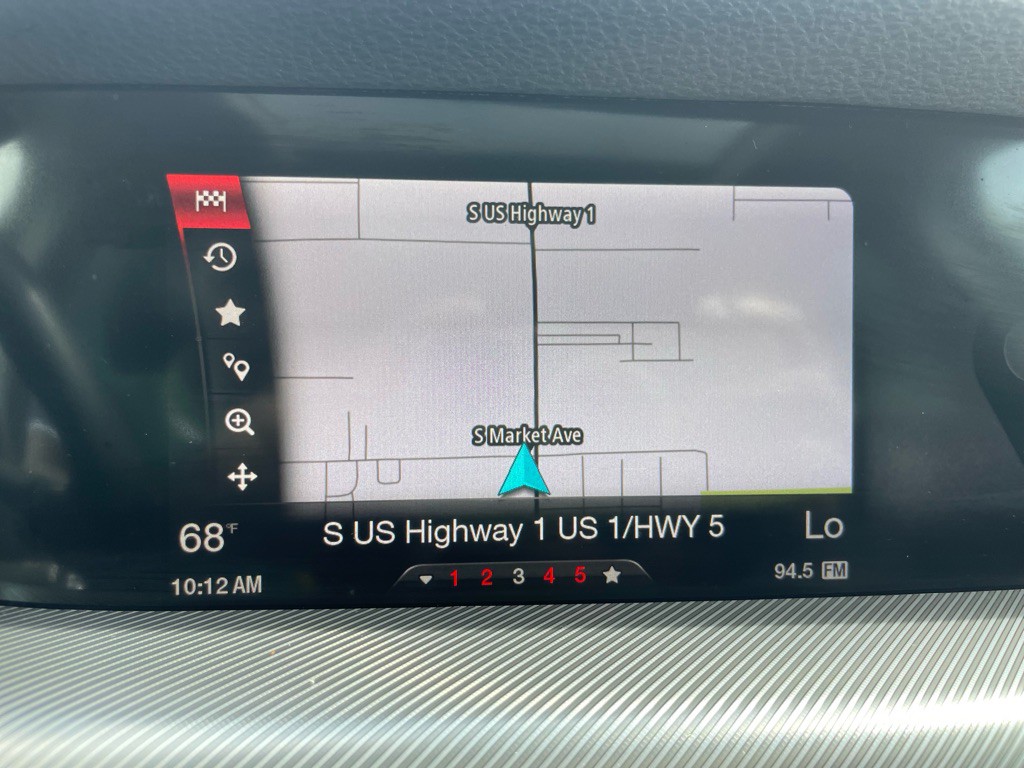 S US Highway 1
S Market Ave
68°F
S US Highway 1 US 1/HWY 5
Lo
10:12 AM
1 2 3 4 5
94.5 FM